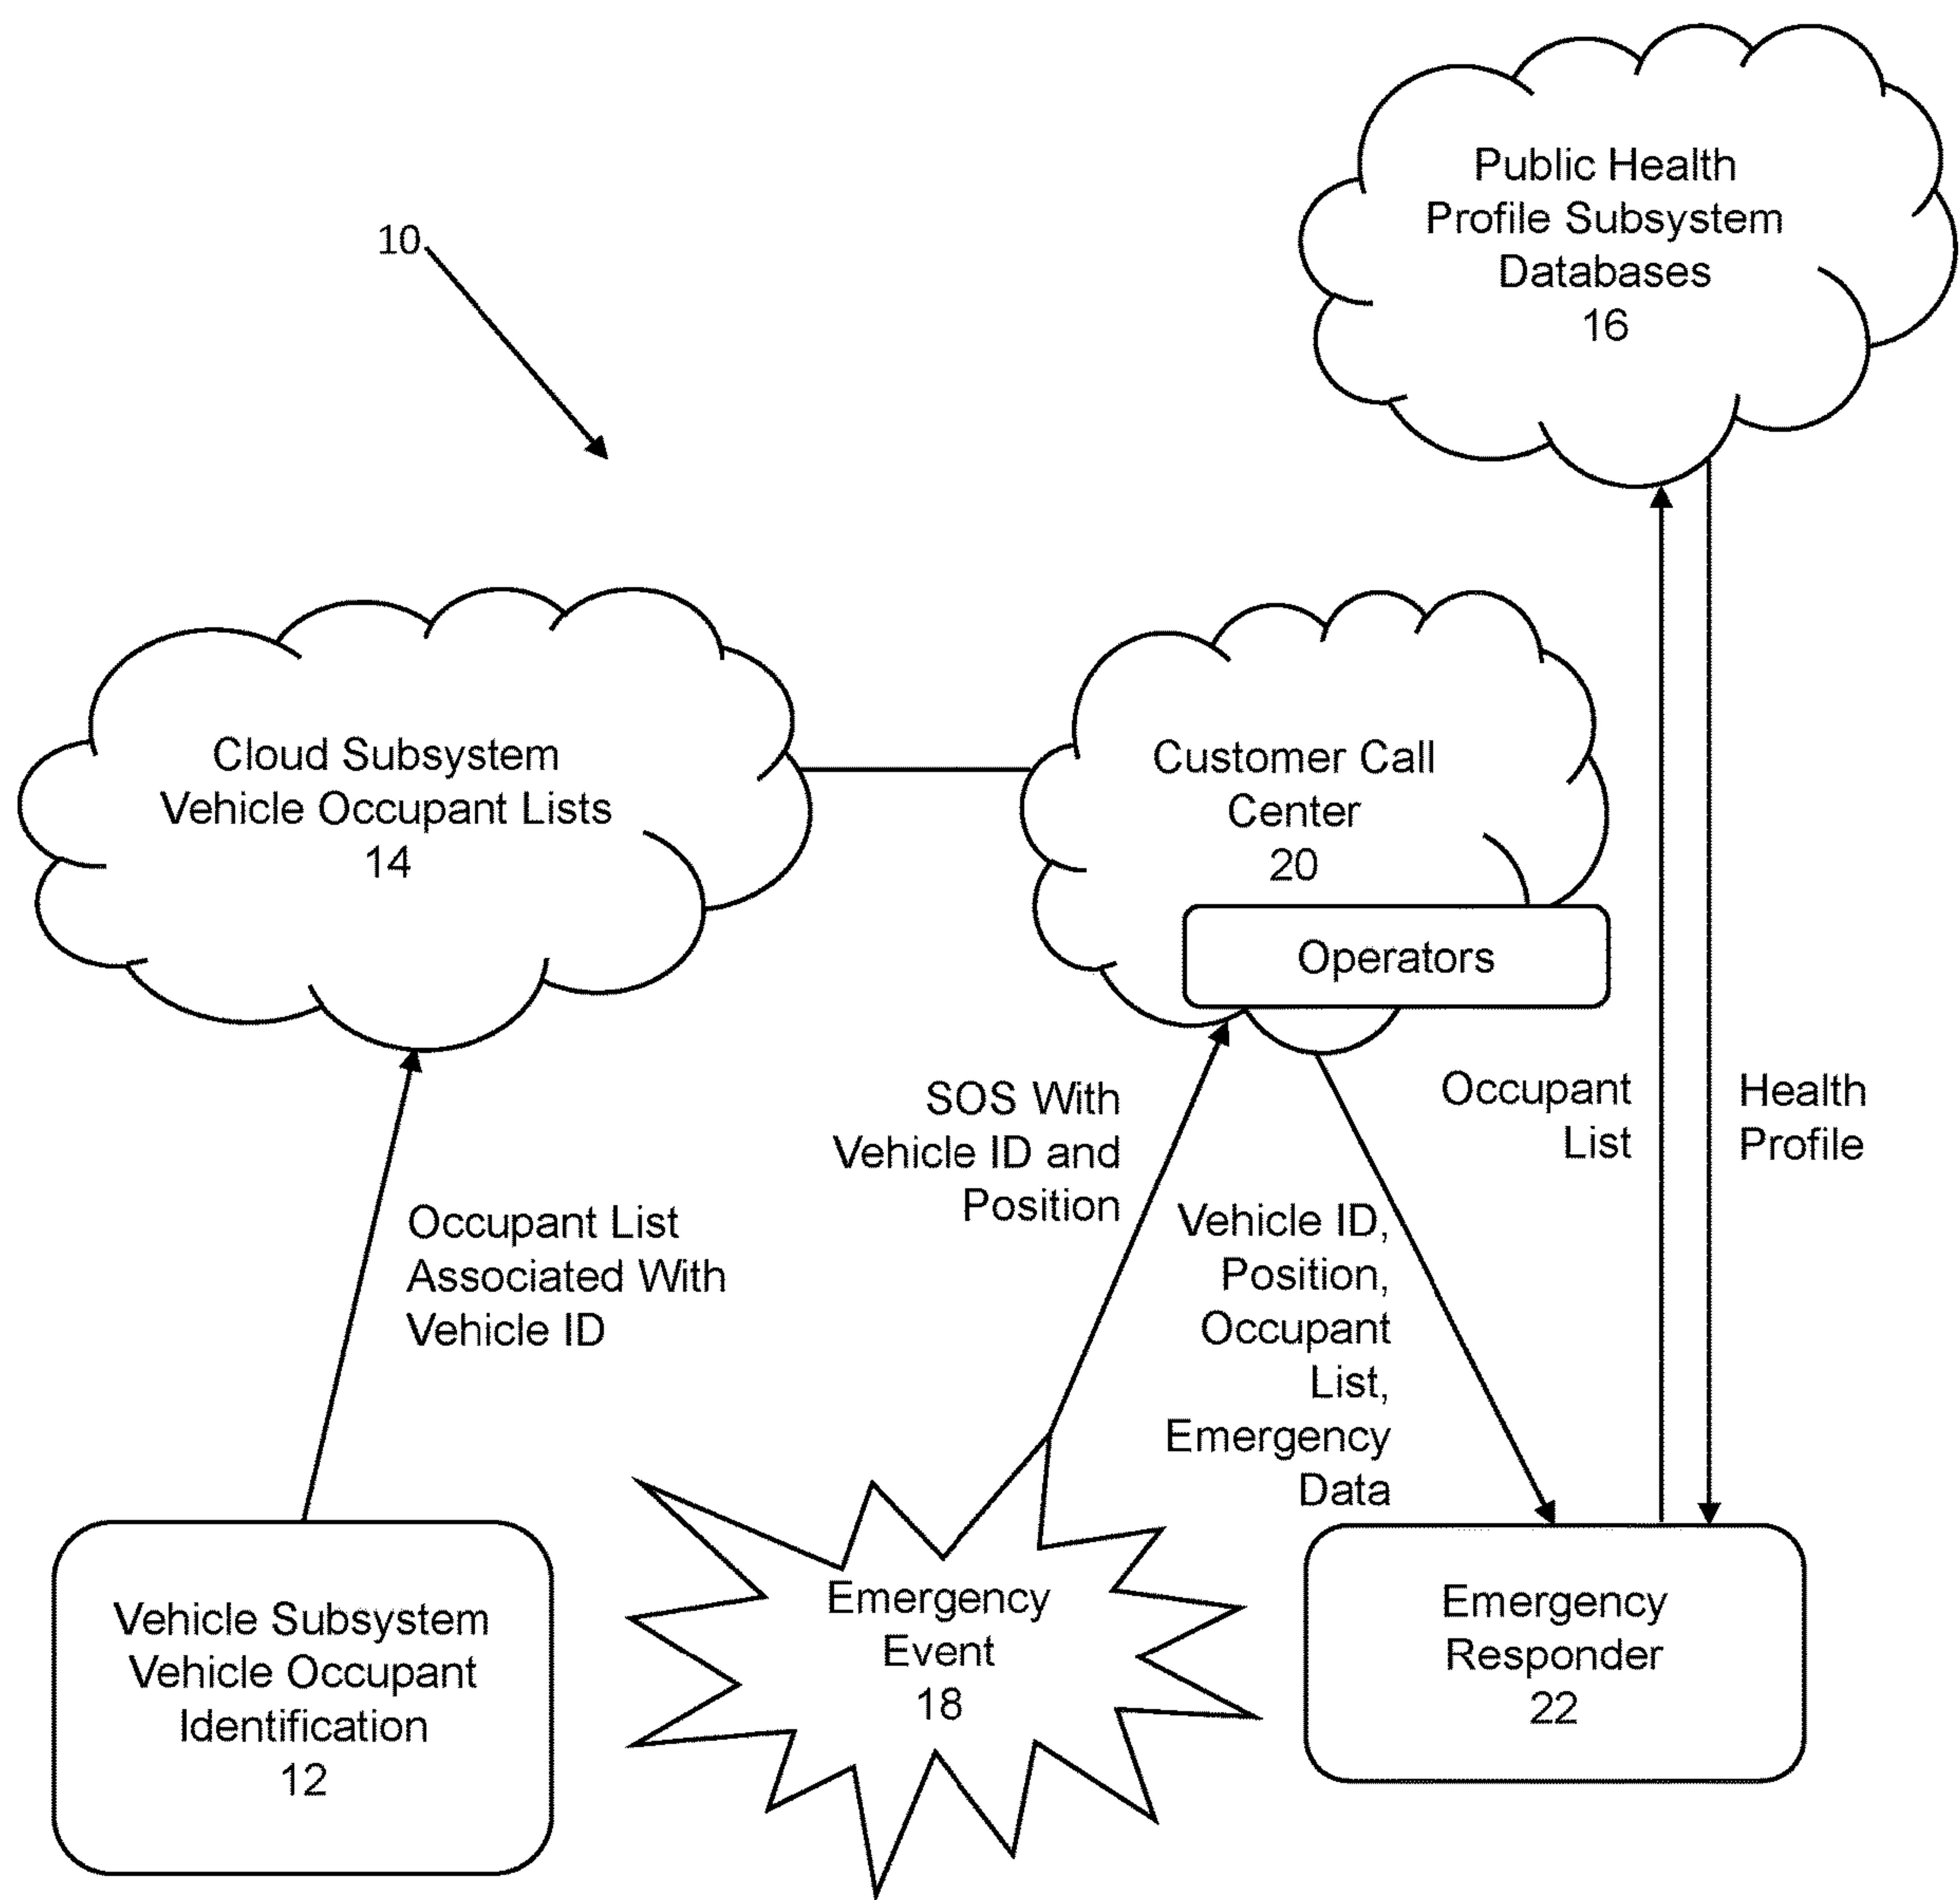 Public Health
Profile Subsystem
Databases
16
10
Cloud Subsystem
Vehicle Occupant Lists
14
Customer Call
Center
20
Operators
SOS With
Vehicle ID and
Position
Occupant
List
Health
Profile
Occupant List
Associated With
Vehicle ID
Vehicle ID,
Position,
Occupant
List,
Emergency
Data
Vehicle Subsystem
Vehicle Occupant
Identification
12
Emergency
Event
18
Emergency
Responder
22